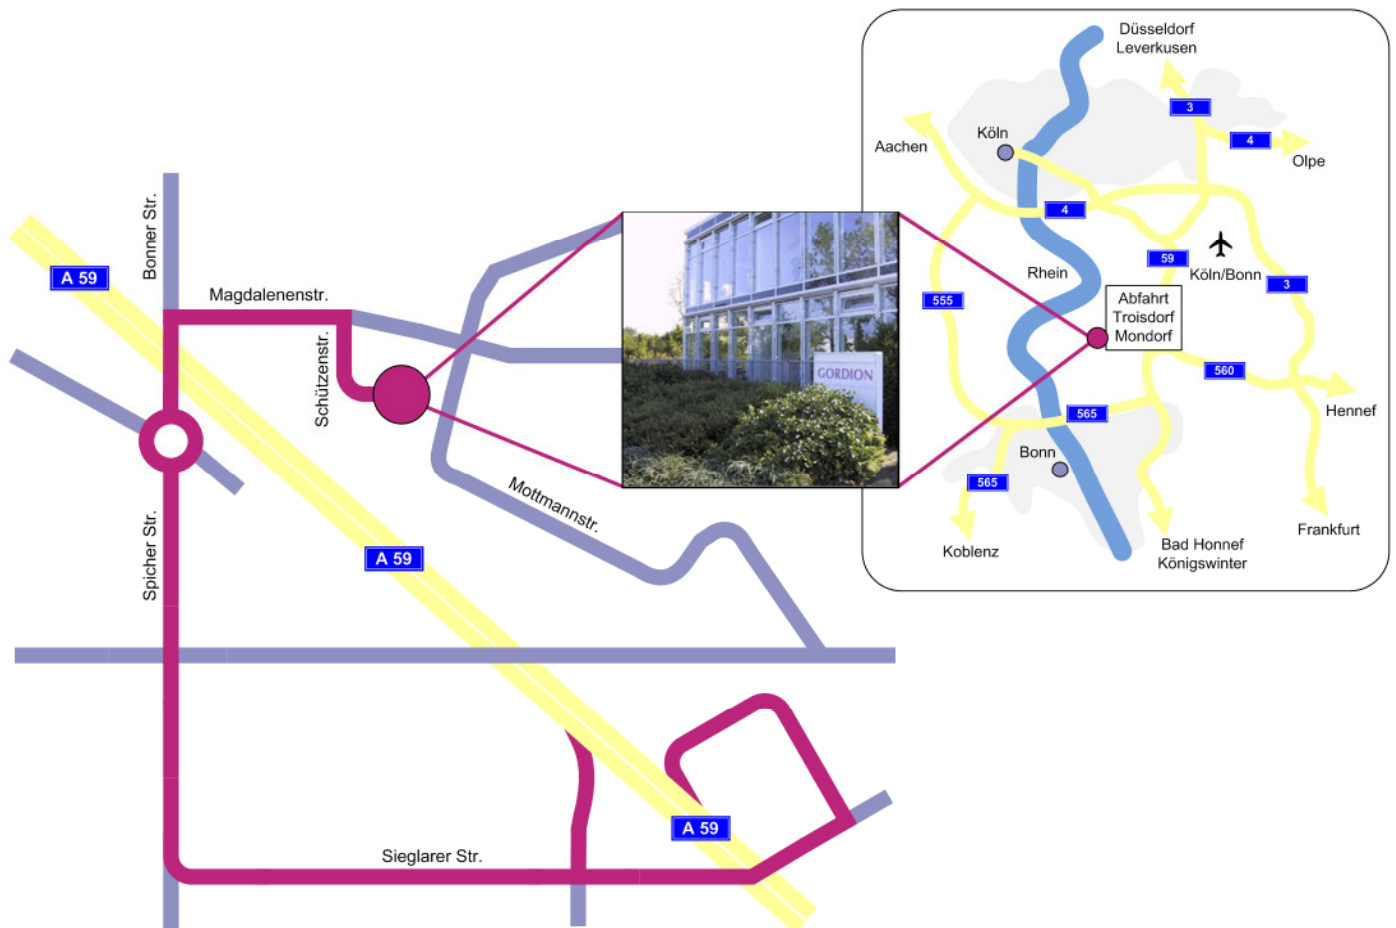 Bonner Str.
A 59
Magdalenenstr.
Schützenstr.
Spicher Str.
Mottmannstr.
A 59
A 59
Sieglarer Str.
GORDION
Düsseldorf
Leverkusen
3
4
Olpe
Köln
Aachen
4
Rhein
59
Köln/Bonn
555
3
Abfahrt
Troisdorf
Mondorf
560
Hennef
565
Bonn
565
Koblenz
Bad Honnef
Königswinter
Frankfurt